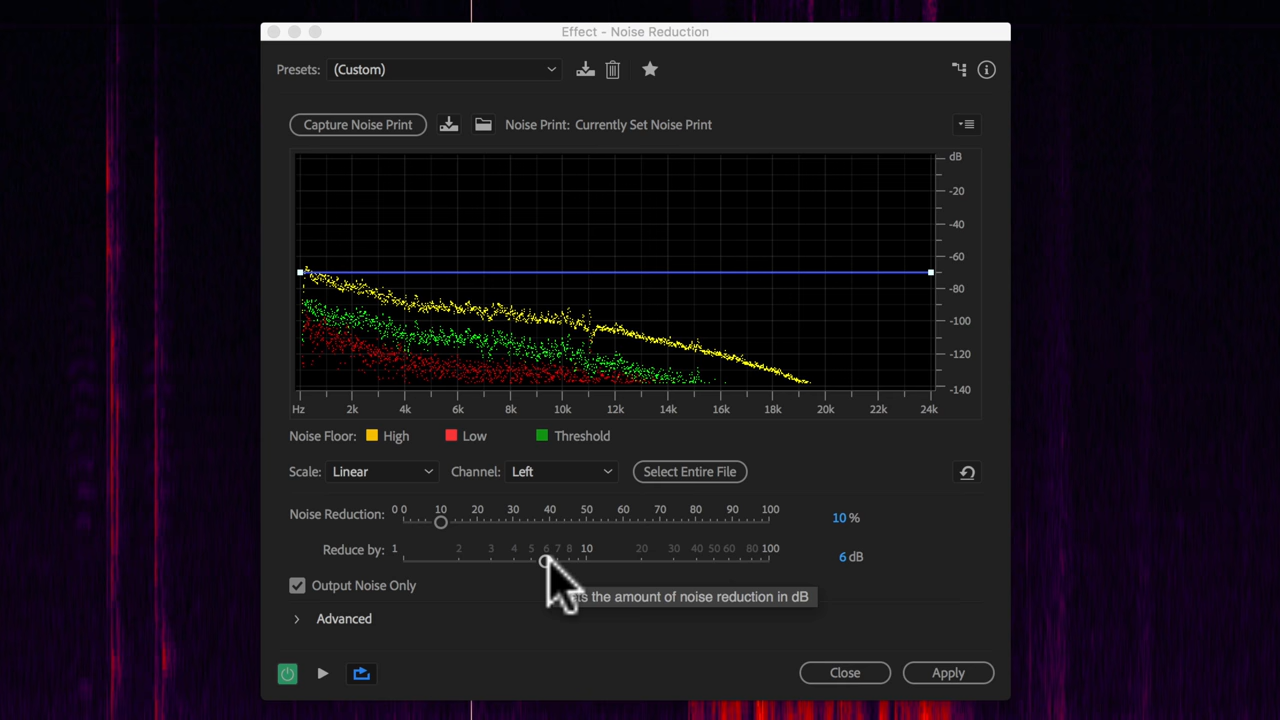 Effect - Noise Reduction
Presets: (Custom)
Capture Noise Print Noise Print: Currently Set Noise Print
dB
-20
-40
-60
-80
-100
-120
-140
Hz 2k 4k 6k 8k 10k 12k 14k 16k 18k 20k 22k 24k
Noise Floor: High Low Threshold
Scale: Linear Channel: Left Select Entire File
Noise Reduction: 0 0 10 20 30 40 50 60 70 80 90 100 100 10 %
Reduce by: 1 2 3 4 5 6 7 8 10 20 30 40 50 60 80 100 6 dB
Output Noise Only
the amount of noise reduction in dB
Advanced
Close Apply